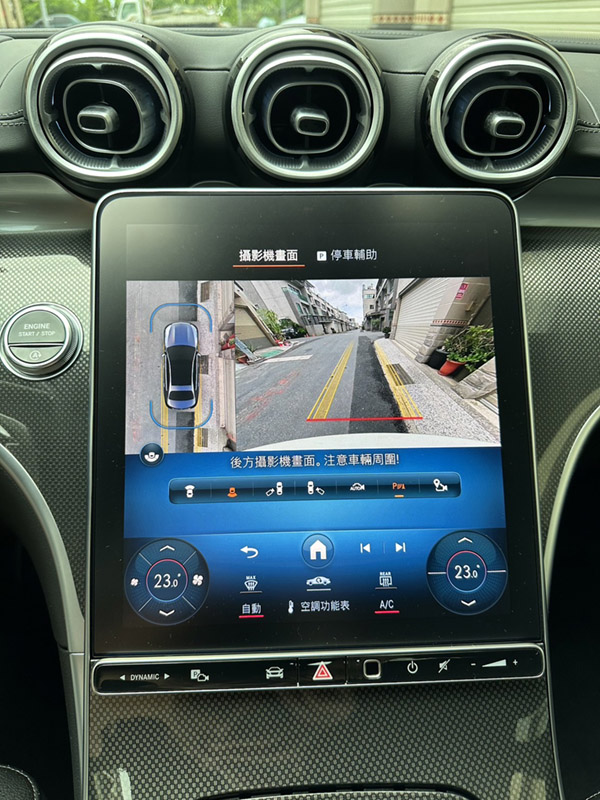 攝影機畫面 P 停車輔助
ENGINE
START // STOP
後方攝影機畫面。注意車輛周圍!
23.0° 23.0°
MAX REAR
自動 空調功能表 A/C
DYNAMIC P - +